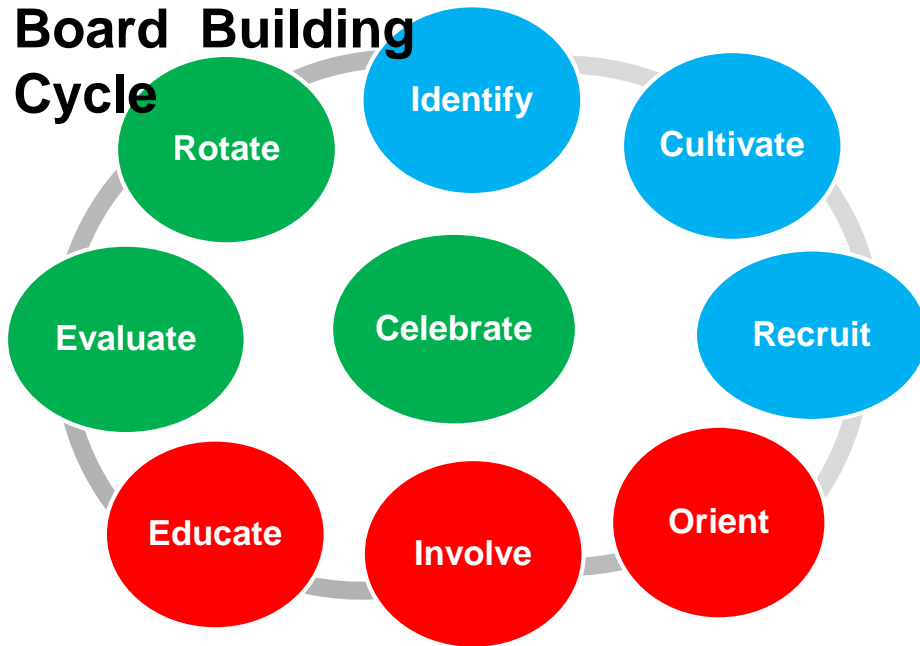 Board Building
Cycle
Identify
Cultivate
Recruit
Orient
Involve
Educate
Evaluate
Rotate
Celebrate